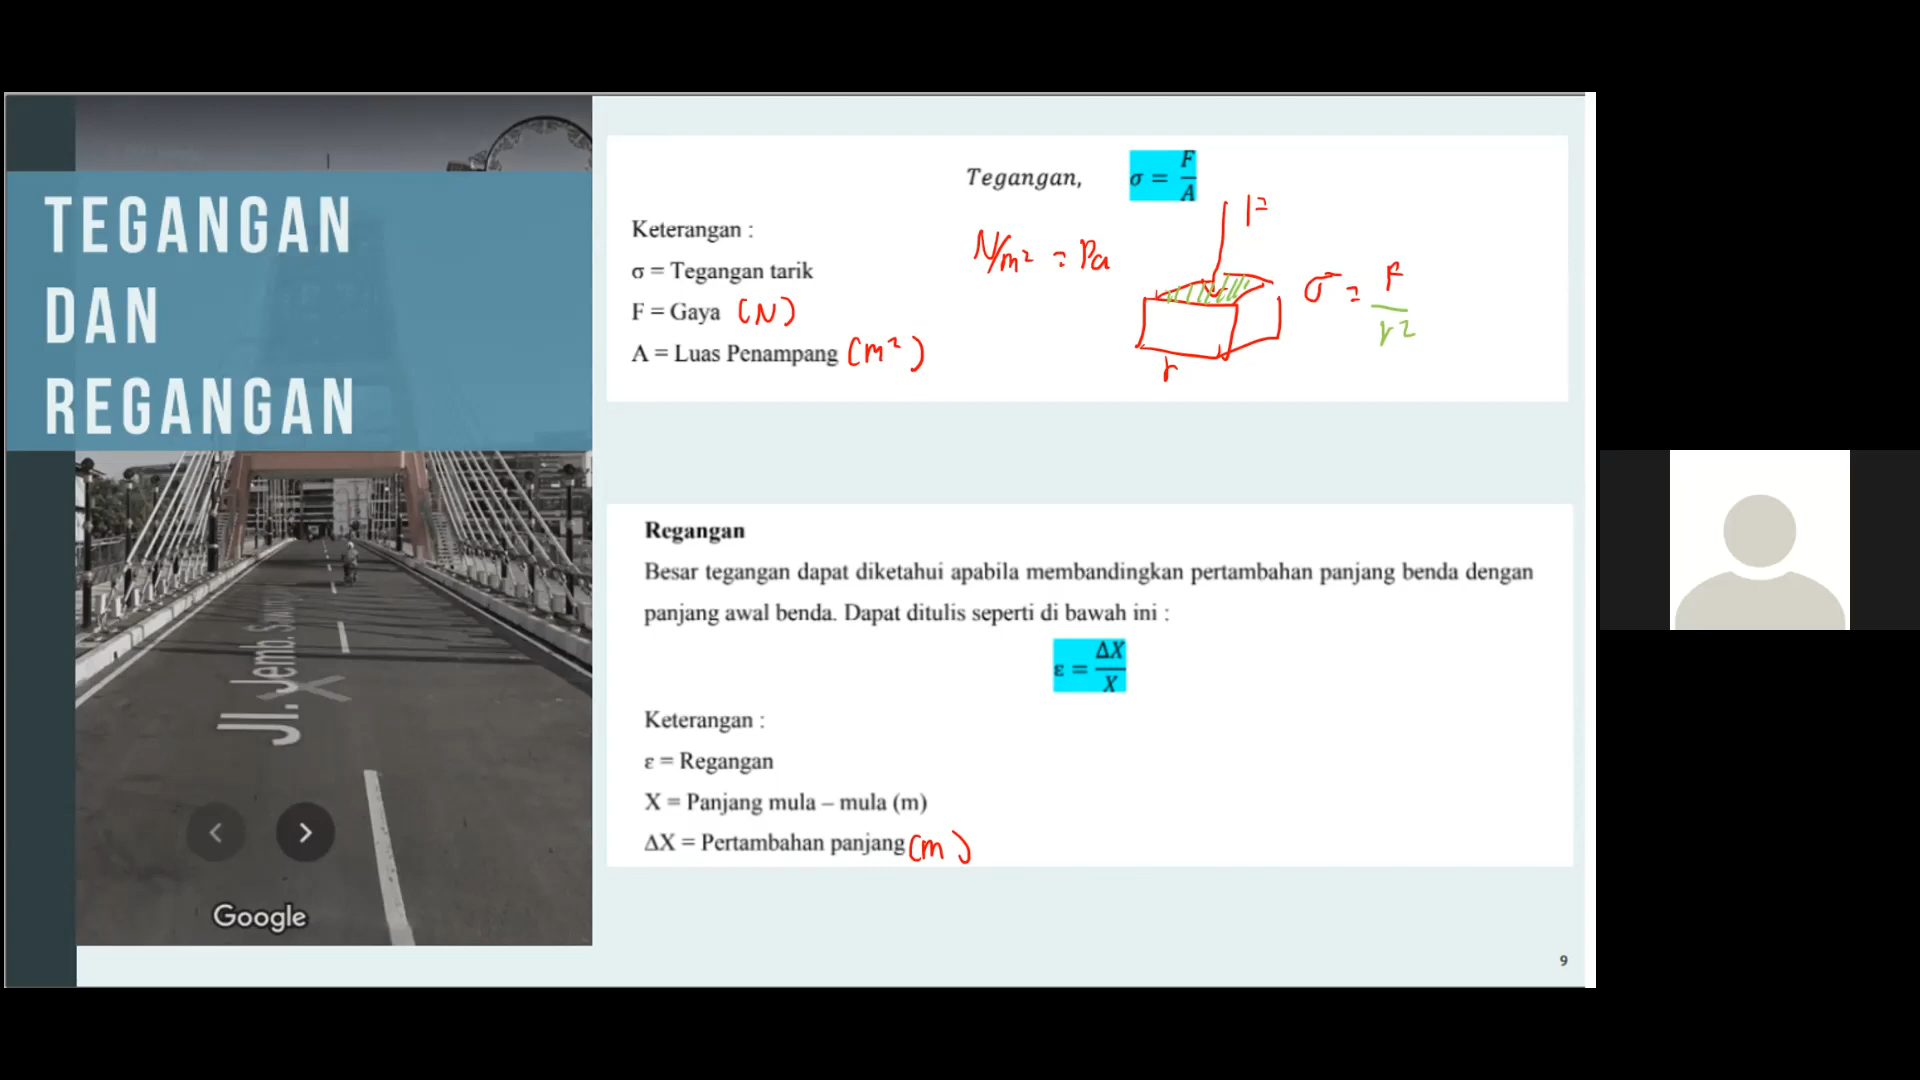 TEGANGAN
DAN
REGANGAN
Jl. Jemb.
Google
Tegangan, σ = F/A
Keterangan :
σ = Tegangan tarik
F = Gaya (N)
A = Luas Penampang (m²)
N/m² = Pa
F
σ = F/r²
r
Regangan
Besar tegangan dapat diketahui apabila membandingkan pertambahan panjang benda dengan
panjang awal benda. Dapat ditulis seperti di bawah ini :
ε = ΔX/X
Keterangan :
ε = Regangan
X = Panjang mula – mula (m)
ΔX = Pertambahan panjang (m)
9